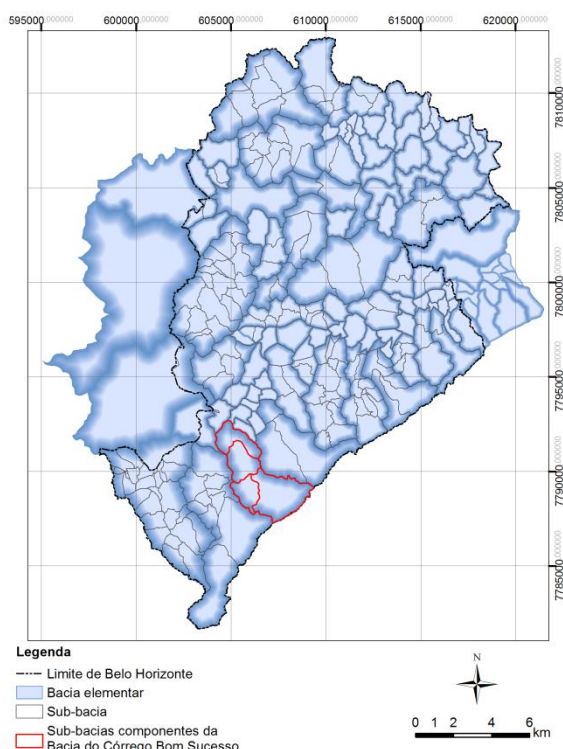 595000,000000 600000,000000 605000,000000 610000,000000 615000,000000 620000,000000
7810000,000000
7805000,000000
7800000,000000
7795000,000000
7790000,000000
7785000,000000
Legenda
Limite de Belo Horizonte
Bacia elementar
Sub-bacia
Sub-bacias componentes da
Bacia do Córrego Bom Sucesso
N
0 1 2 4 6
km